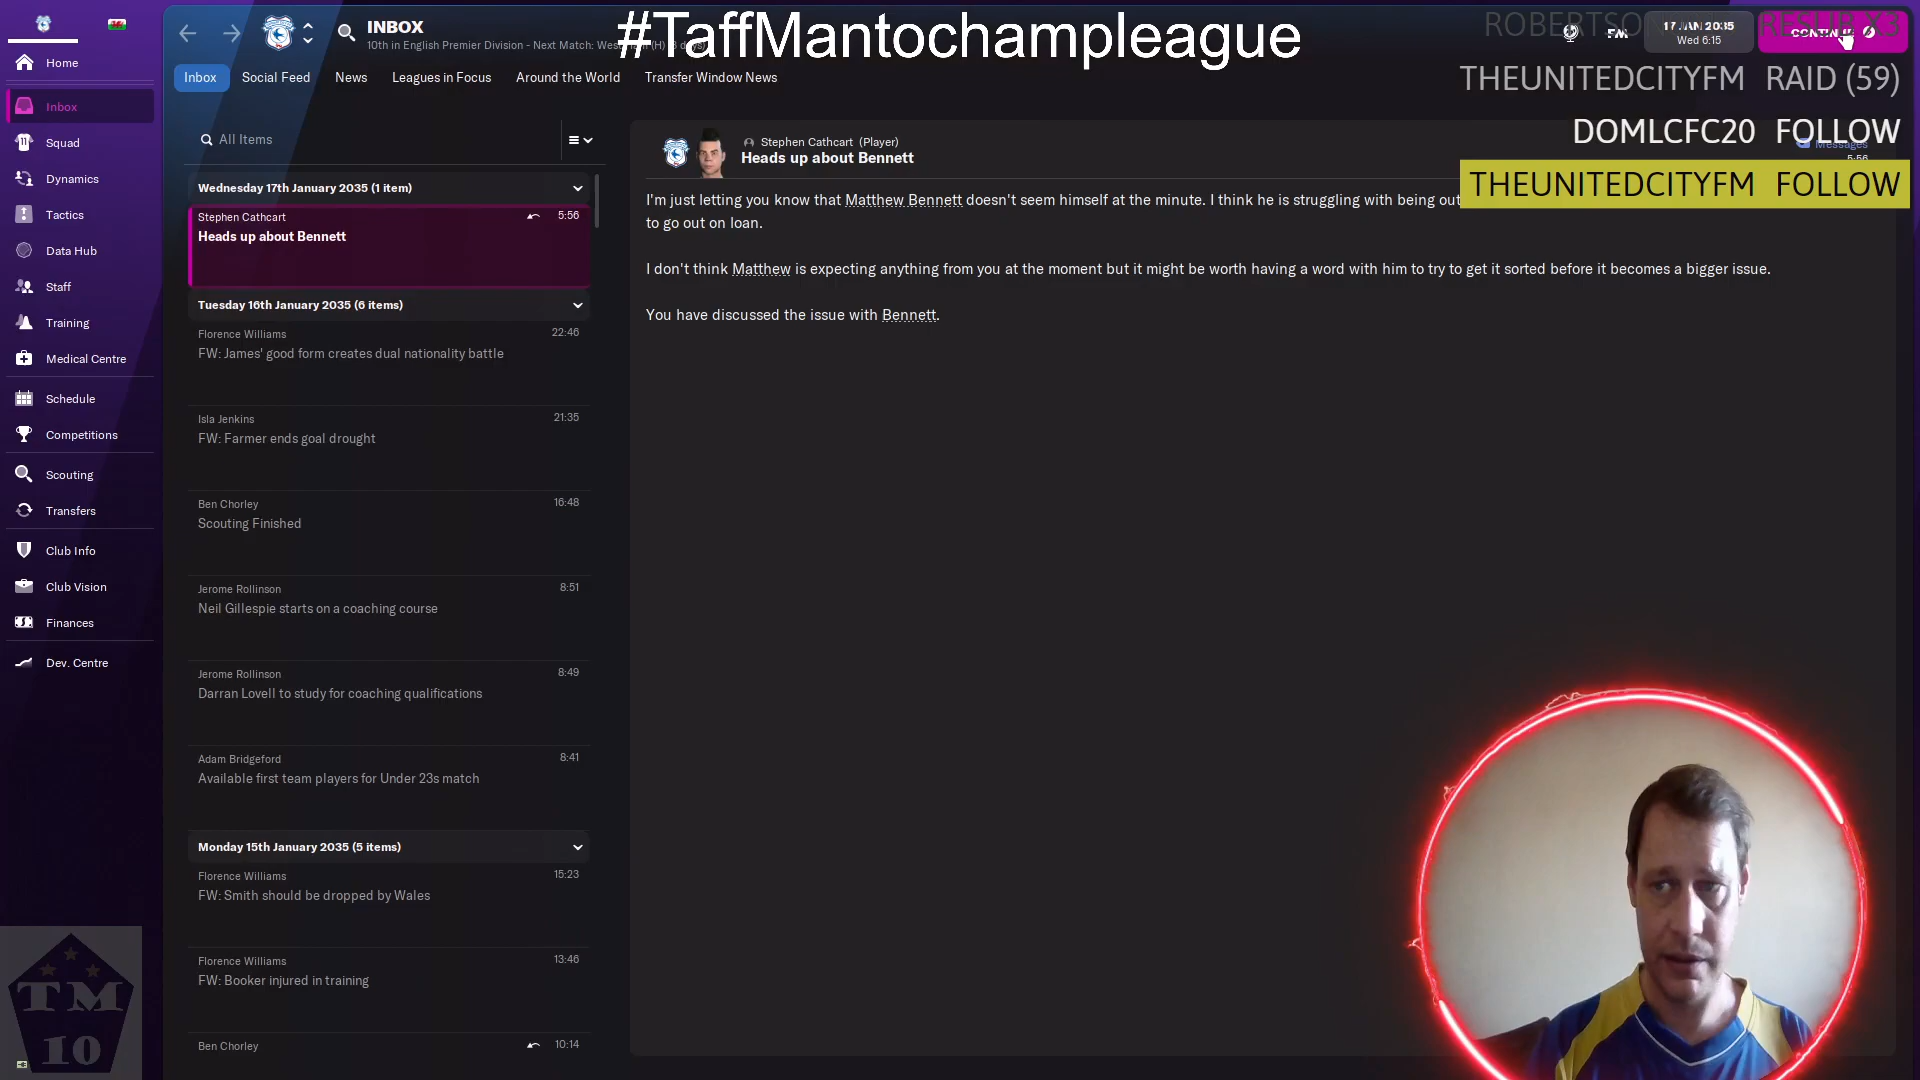 Home
Inbox
Squad
Dynamics
Tactics
Data Hub
Staff
Training
Medical Centre
Schedule
Competitions
Scouting
Transfers
Club Info
Club Vision
Finances
Dev. Centre
TM
10
INBOX
10th in English Premier Division - Next Match:
#TaffMantochampleague
FM
17 JAN 2035
Wed 6:15
RESUB X3
THEUNITEDCITYFM RAID (59)
DOMLCFC20 FOLLOW
THEUNITEDCITYFM FOLLOW
Inbox
Social Feed
News
Leagues in Focus
Around the World
Transfer Window News
All Items
Wednesday 17th January 2035 (1 item)
Stephen Cathcart 5:56
Heads up about Bennett
Tuesday 16th January 2035 (6 items)
Florence Williams 22:46
FW: James' good form creates dual nationality battle
Isla Jenkins 21:35
FW: Farmer ends goal drought
Ben Chorley 16:48
Scouting Finished
Jerome Rollinson 8:51
Neil Gillespie starts on a coaching course
Jerome Rollinson 8:49
Darran Lovell to study for coaching qualifications
Adam Bridgeford 8:41
Available first team players for Under 23s match
Monday 15th January 2035 (5 items)
Florence Williams 15:23
FW: Smith should be dropped by Wales
Florence Williams 13:46
FW: Booker injured in training
Ben Chorley 10:14
Stephen Cathcart (Player)
Heads up about Bennett
Messages
5:56
I'm just letting you know that Matthew Bennett doesn't seem himself at the minute. I think he is struggling with being out
to go out on loan.
I don't think Matthew is expecting anything from you at the moment but it might be worth having a word with him to try to get it sorted before it becomes a bigger issue.
You have discussed the issue with Bennett.